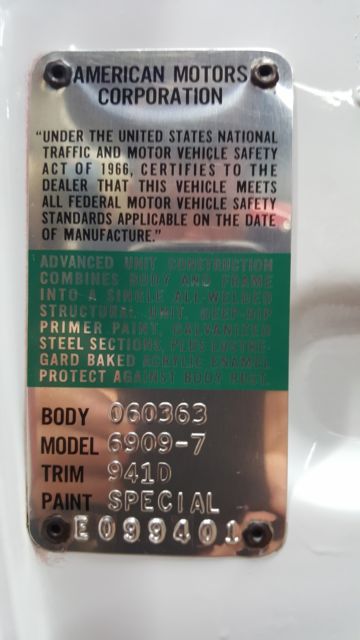 AMERICAN MOTORS
CORPORATION
"UNDER THE UNITED STATES NATIONAL
TRAFFIC AND MOTOR VEHICLE SAFETY
ACT OF 1966, CERTIFIES TO THE
DEALER THAT THIS VEHICLE MEETS
ALL FEDERAL MOTOR VEHICLE SAFETY
STANDARDS APPLICABLE ON THE DATE
OF MANUFACTURE."
ADVANCED UNIT CONSTRUCTION
COMBINES BODY AND FRAME
INTO A SINGLE ALL-WELDED
STRUCTURAL UNIT. DEEP-DIP
PRIMER PAINT, GALVANIZED
STEEL SECTIONS, PLUS LUSTRE-
GARD BAKED ACRYLIC ENAMEL
PROTECT AGAINST BODY RUST.
BODY 060363
MODEL 6909-7
TRIM 941D
PAINT SPECIAL
E099401